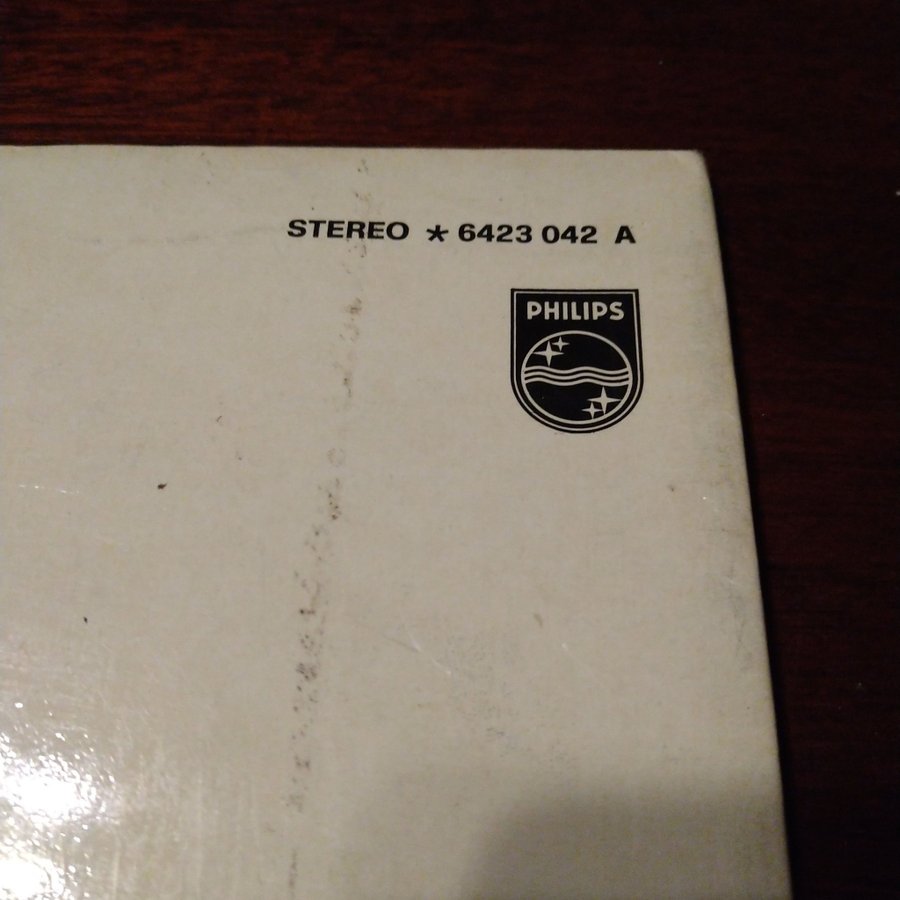 STEREO * 6423 042 A
PHILIPS